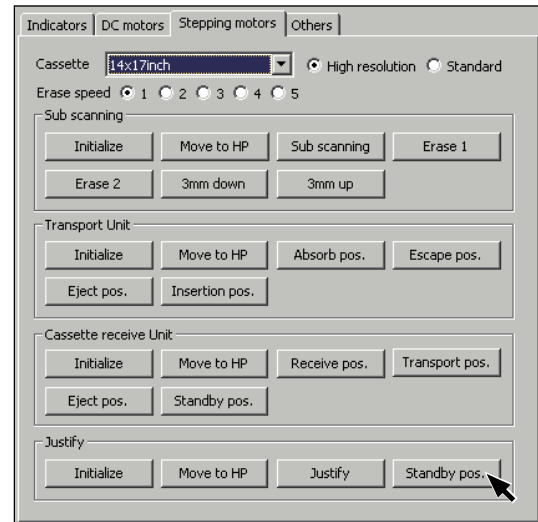 Indicators DC motors Stepping motors Others
Cassette 14x17inch High resolution Standard
Erase speed 1 2 3 4 5
Sub scanning
Initialize Move to HP Sub scanning Erase 1
Erase 2 3mm down 3mm up
Transport Unit
Initialize Move to HP Absorb pos. Escape pos.
Eject pos. Insertion pos.
Cassette receive Unit
Initialize Move to HP Receive pos. Transport pos.
Eject pos. Standby pos.
Justify
Initialize Move to HP Justify Standby pos.